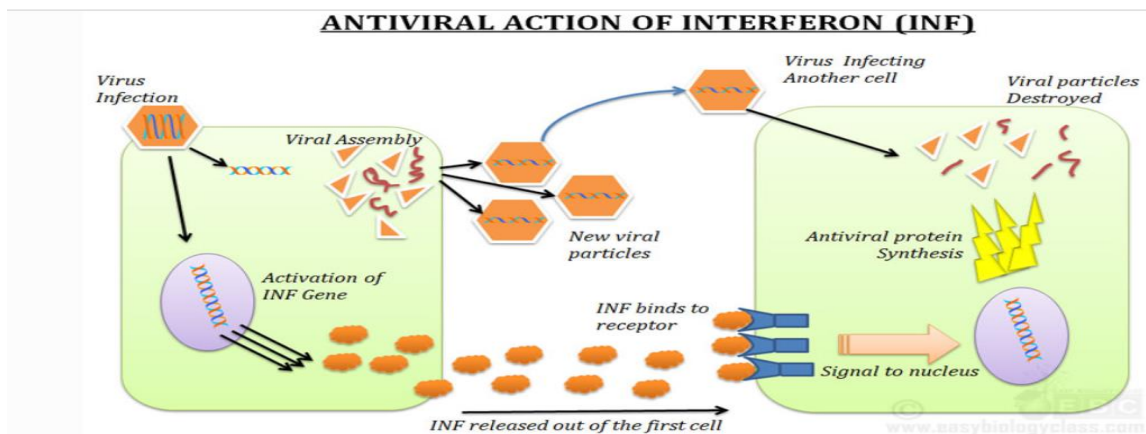 ANTIVIRAL ACTION OF INTERFERON (INF)
Virus
Infection
Viral Assembly
New viral
particles
Virus Infecting
Another cell
Viral particles
Destroyed
Activation of
INF Gene
INF binds to
receptor
Antiviral protein
Synthesis
Signal to nucleus
INF released out of the first cell
©
EBC
www.easybiologyclass.com